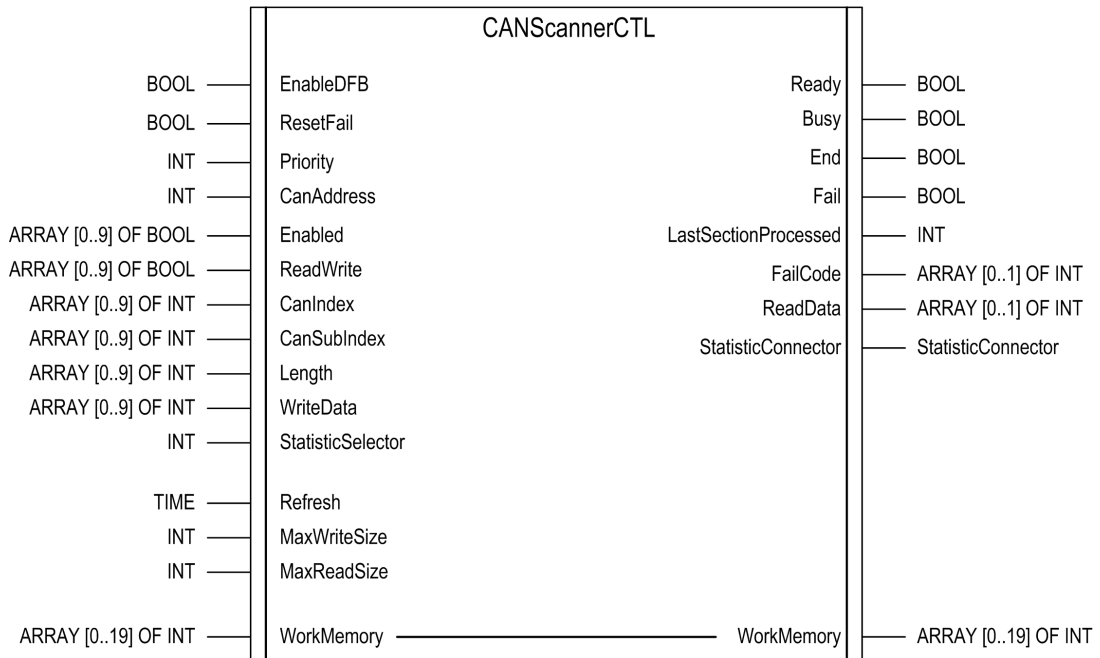 CANScannerCTL
BOOL EnableDFB Ready BOOL
BOOL ResetFail Busy BOOL
INT Priority End BOOL
INT CanAddress Fail BOOL
ARRAY [0..9] OF BOOL Enabled LastSectionProcessed INT
ARRAY [0..9] OF BOOL ReadWrite FailCode ARRAY [0..1] OF INT
ARRAY [0..9] OF INT CanIndex ReadData ARRAY [0..1] OF INT
ARRAY [0..9] OF INT CanSubIndex StatisticConnector StatisticConnector
ARRAY [0..9] OF INT Length
ARRAY [0..9] OF INT WriteData
INT StatisticSelector
TIME Refresh
INT MaxWriteSize
INT MaxReadSize
ARRAY [0..19] OF INT WorkMemory WorkMemory ARRAY [0..19] OF INT